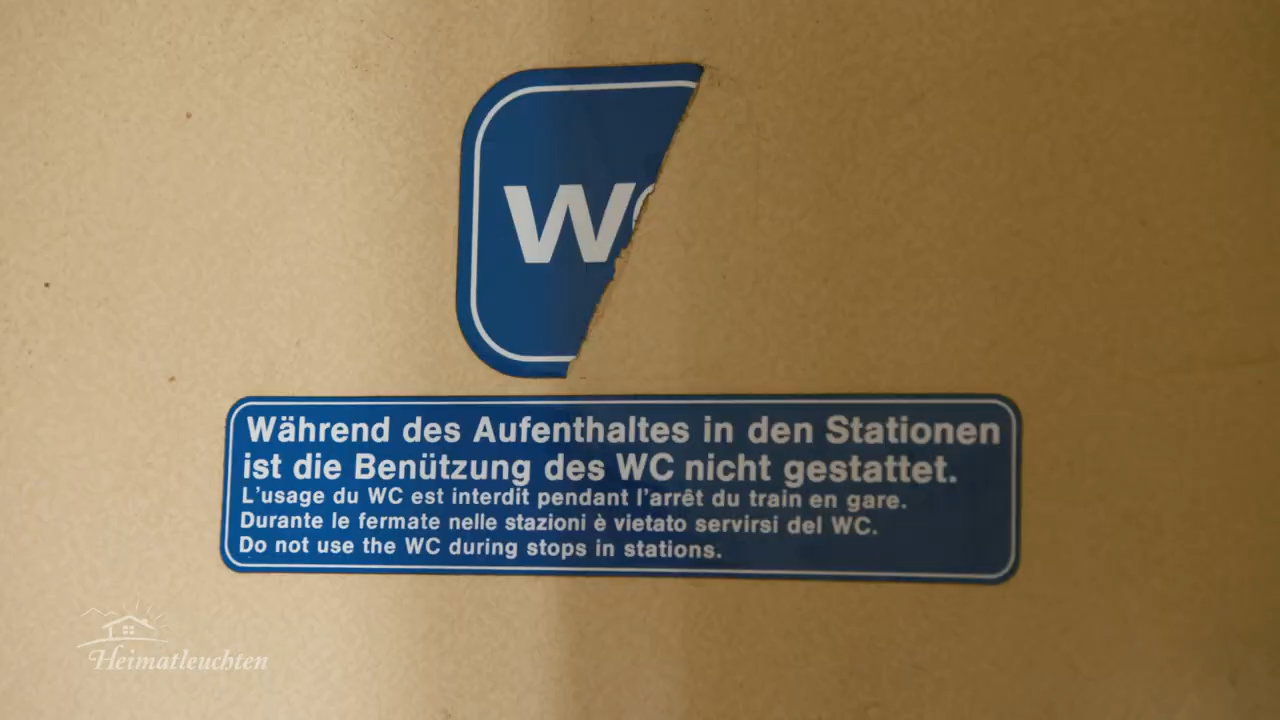 W
Während des Aufenthaltes in den Stationen
ist die Benützung des WC nicht gestattet.
L'usage du WC est interdit pendant l'arrêt du train en gare.
Durante le fermate nelle stazioni è vietato servirsi del WC.
Do not use the WC during stops in stations.
Heimatleuchten